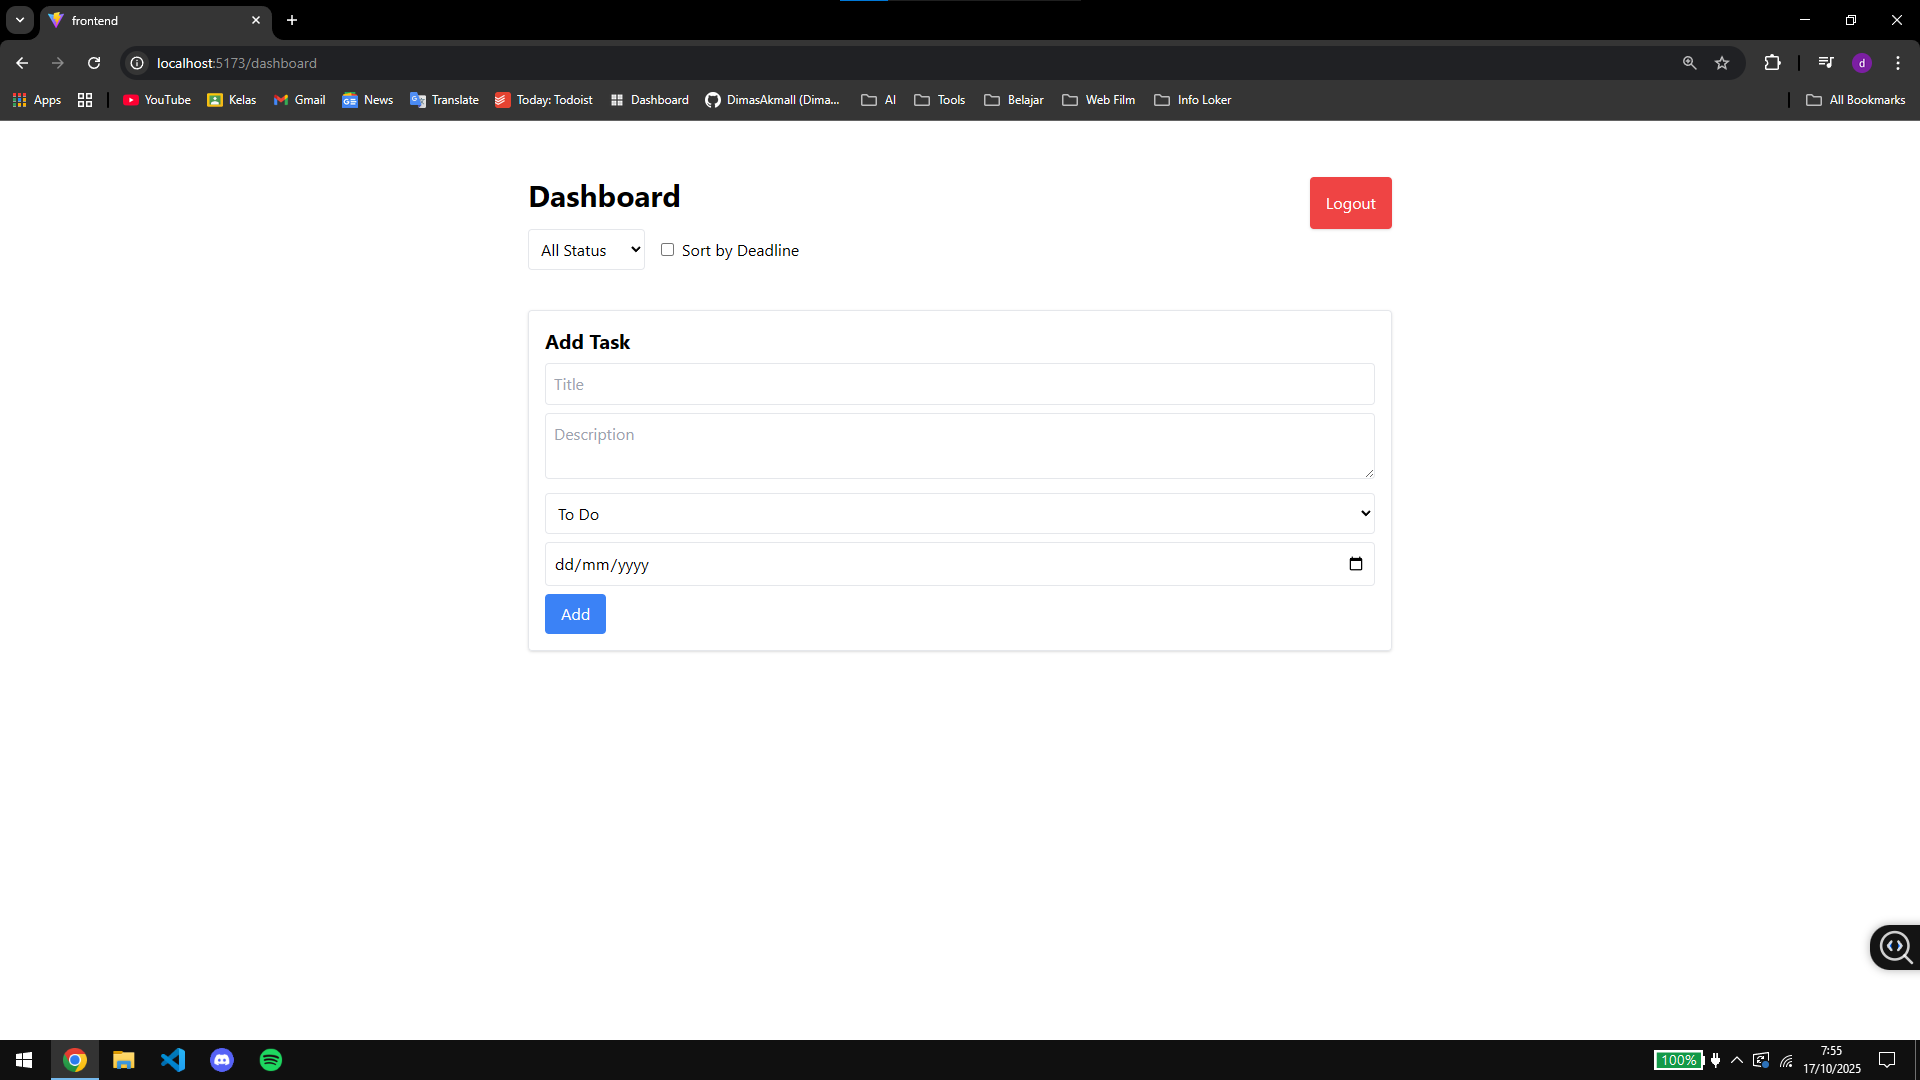 frontend
localhost:5173/dashboard
d
Apps YouTube Kelas Gmail News Translate Today: Todoist Dashboard DimasAkmall (Dima... AI Tools Belajar Web Film Info Loker All Bookmarks
Dashboard
Logout
All Status Sort by Deadline
Add Task
Title
Description
To Do
dd/mm/yyyy
Add
100%
7:55
17/10/2025